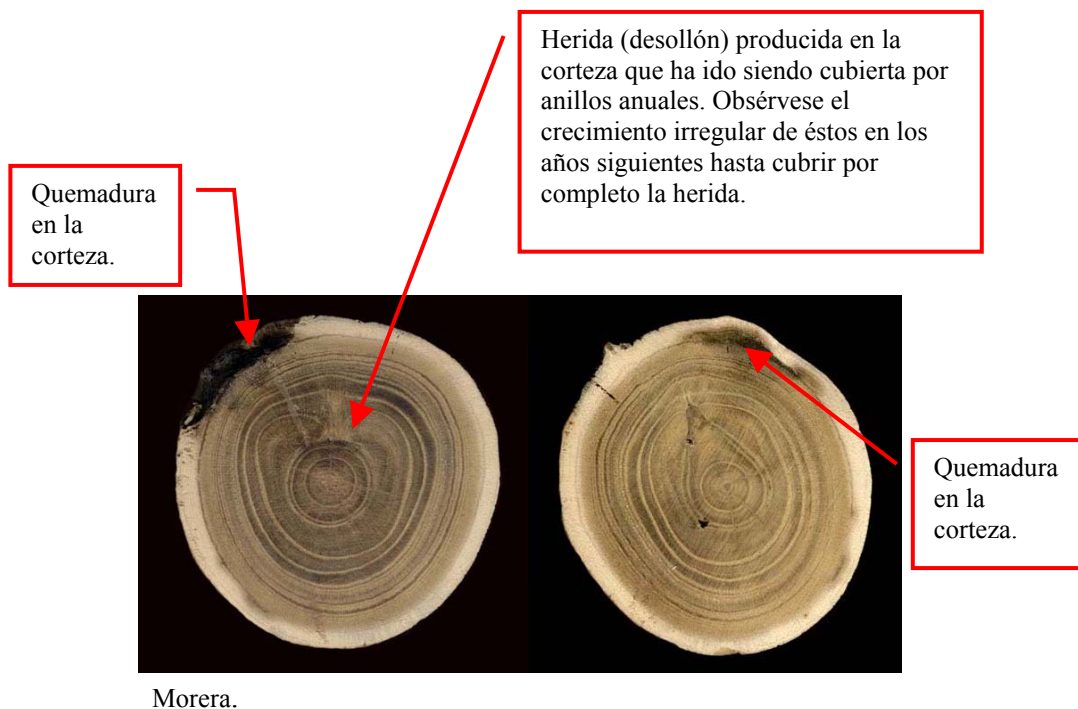 Herida (desollón) producida en la
corteza que ha ido siendo cubierta por
anillos anuales. Obsérvese el
crecimiento irregular de éstos en los
años siguientes hasta cubrir por
completo la herida.
Quemadura
en la
corteza.
Quemadura
en la
corteza.
Morera.